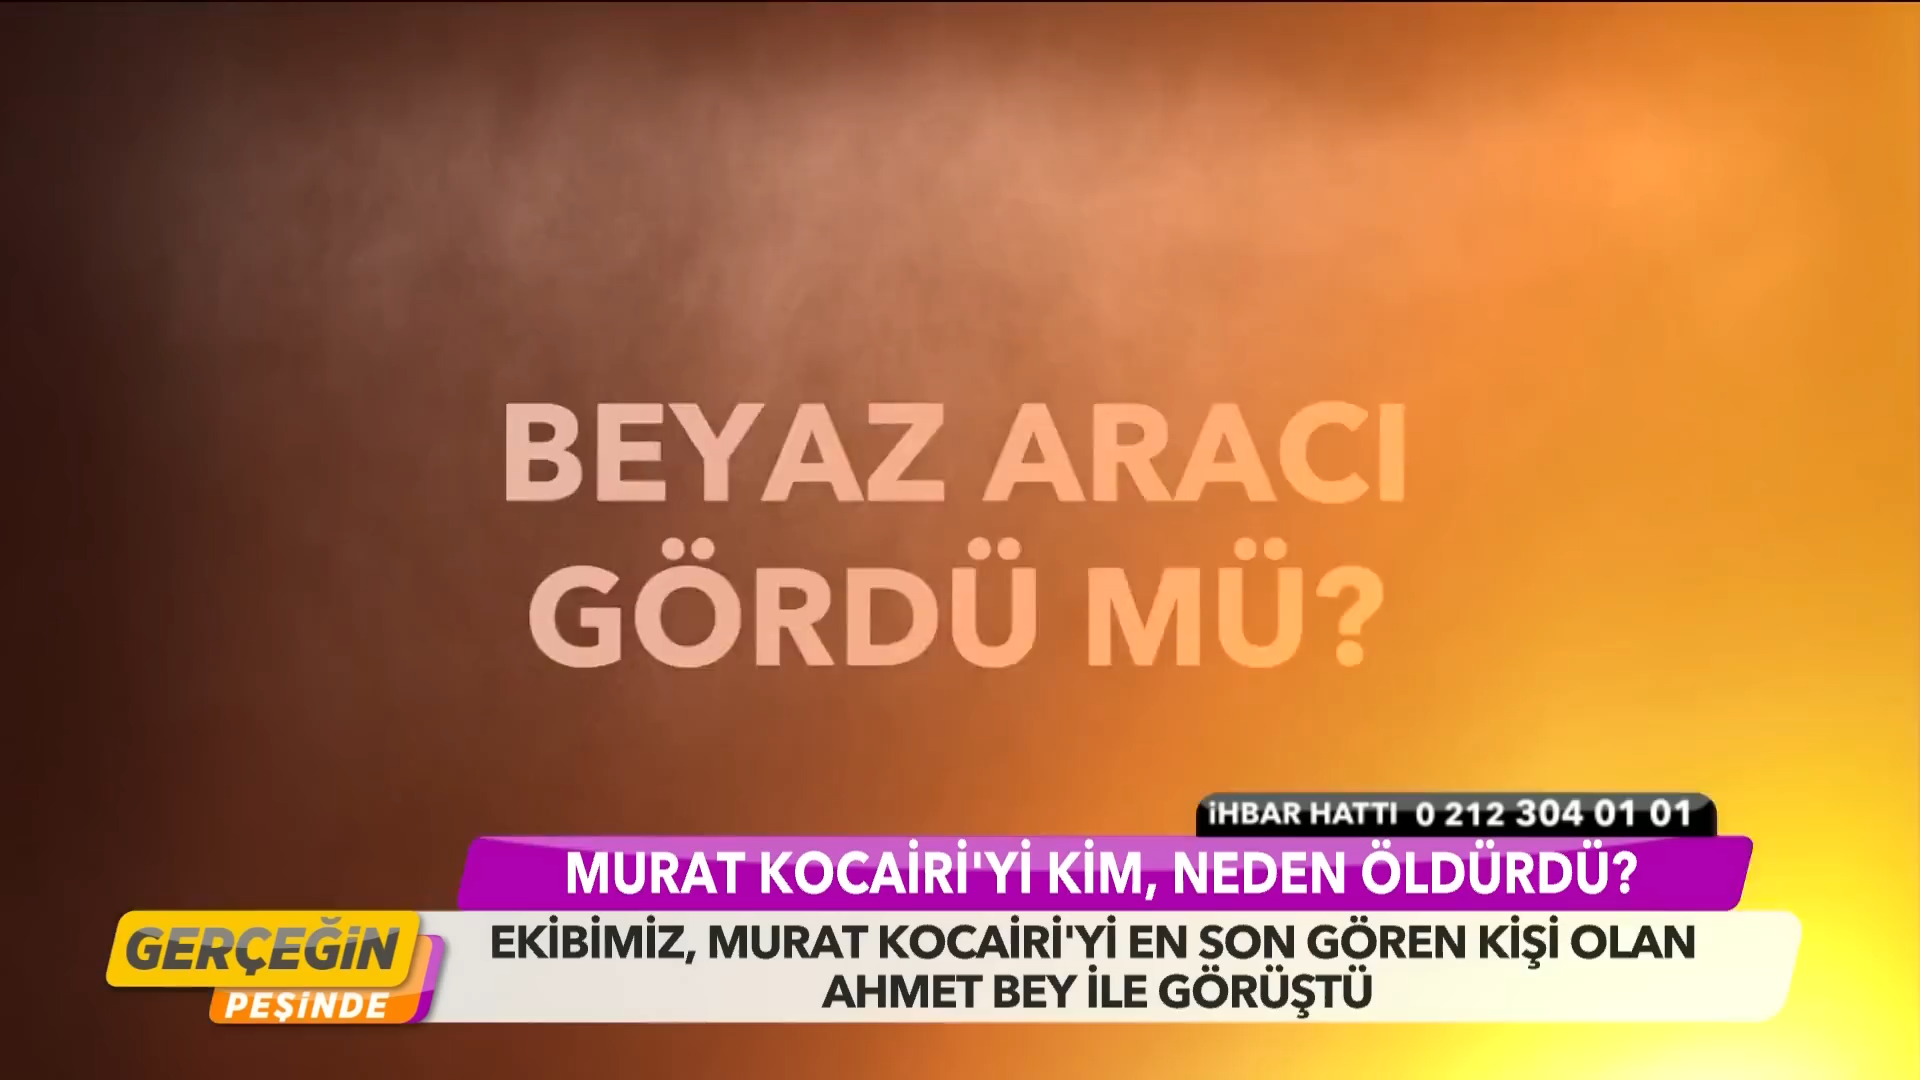 BEYAZ ARACI
GÖRDÜ MÜ?
İHBAR HATTI 0 212 304 01 01
MURAT KOCAİRİ'Yİ KİM, NEDEN ÖLDÜRDÜ?
GERÇEĞİN
PEŞİNDE
EKİBİMİZ, MURAT KOCAİRİ'Yİ EN SON GÖREN KİŞİ OLAN
AHMET BEY İLE GÖRÜŞTÜ